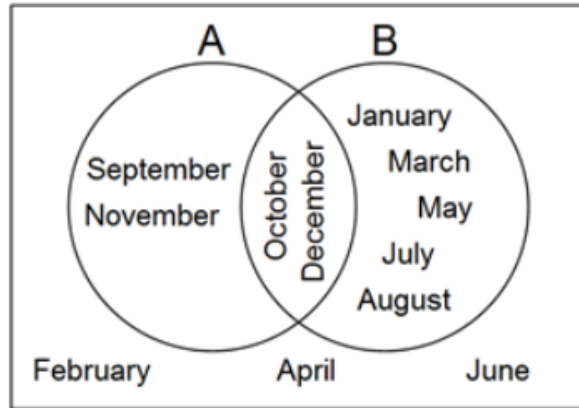 A
B
January
September
March
November
October
December
May
July
August
February
April
June